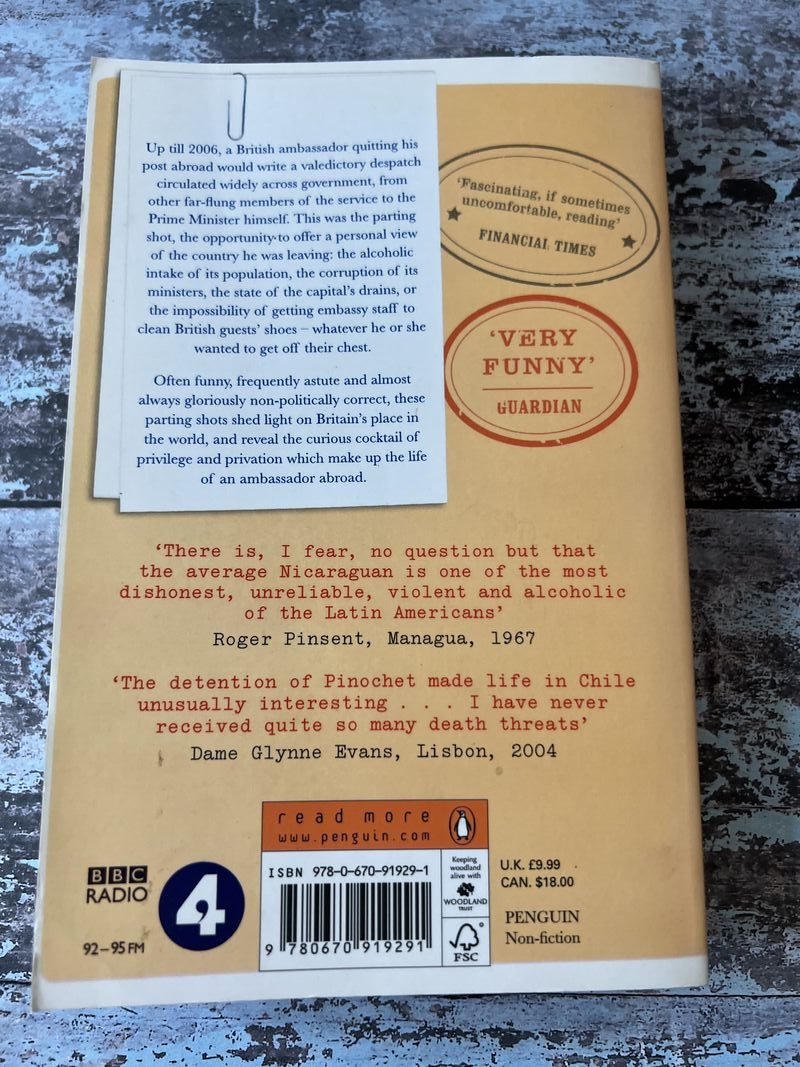 Up till 2006, a British ambassador quitting his
post abroad would write a valedictory despatch
circulated widely across government, from
other far-flung members of the service to the
Prime Minister himself. This was the parting
shot, the opportunity to offer a personal view
of the country he was leaving: the alcoholic
intake of its population, the corruption of its
ministers, the state of the capital's drains, or
the impossibility of getting embassy staff to
clean British guests' shoes – whatever he or she
wanted to get off their chest.
Often funny, frequently astute and almost
always gloriously non-politically correct, these
parting shots shed light on Britain's place in
the world, and reveal the curious cocktail of
privilege and privation which make up the life
of an ambassador abroad.
'Fascinating, if sometimes
uncomfortable, reading'
FINANCIAL TIMES
'VERY
FUNNY'
GUARDIAN
'There is, I fear, no question but that
the average Nicaraguan is one of the most
dishonest, unreliable, violent and alcoholic
of the Latin Americans'
Roger Pinsent, Managua, 1967
'The detention of Pinochet made life in Chile
unusually interesting . . . I have never
received quite so many death threats'
Dame Glynne Evans, Lisbon, 2004
read more
www.penguin.com
BBC
RADIO
4
92–95 FM
ISBN 978-0-670-91929-1
9 780670 919291
Keeping
woodland
alive with
WOODLAND
TRUST
FSC
U.K. £9.99
CAN. $18.00
PENGUIN
Non-fiction